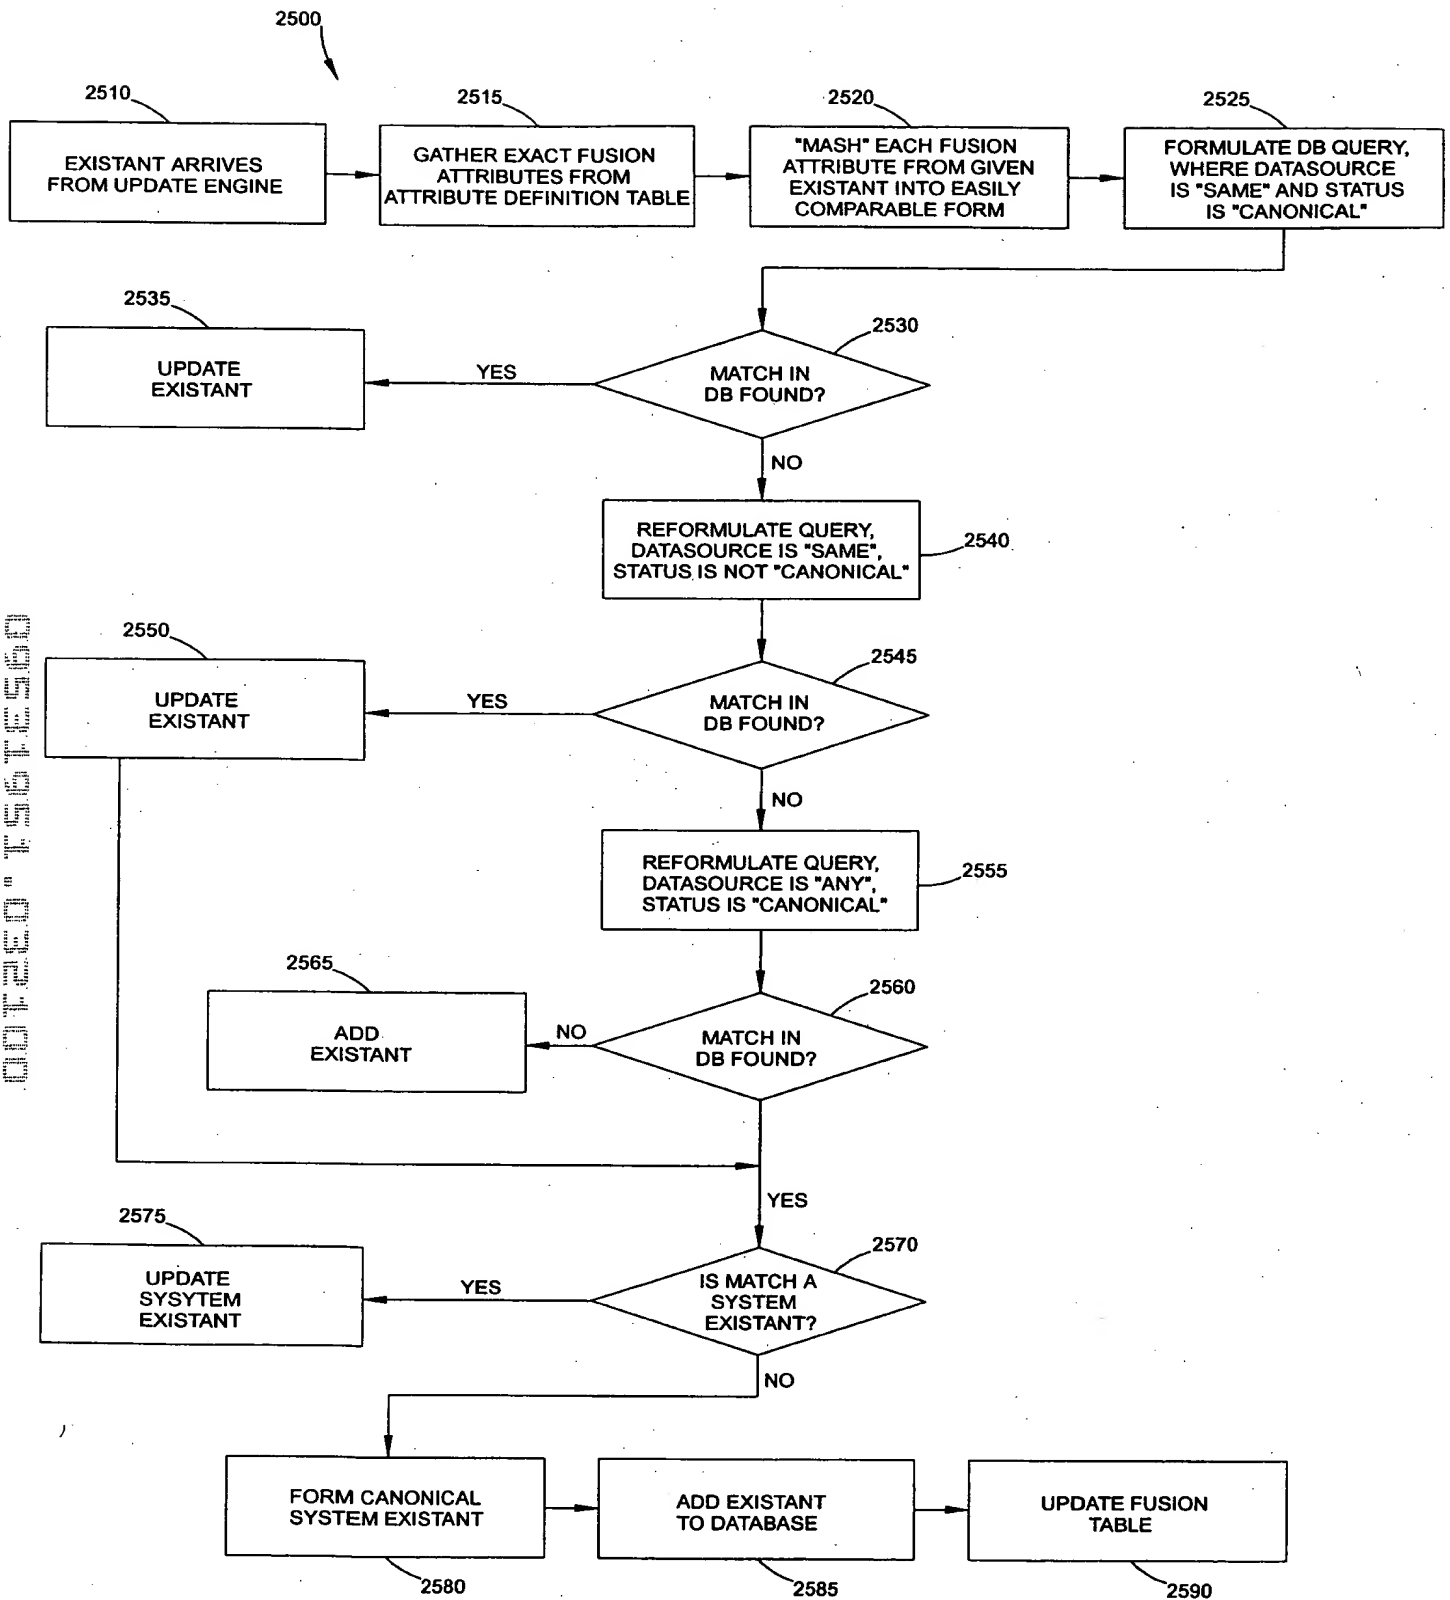 2500
2510
EXISTANT ARRIVES
FROM UPDATE ENGINE
2515
GATHER EXACT FUSION
ATTRIBUTES FROM
ATTRIBUTE DEFINITION TABLE
2520
"MASH" EACH FUSION
ATTRIBUTE FROM GIVEN
EXISTANT INTO EASILY
COMPARABLE FORM
2525
FORMULATE DB QUERY,
WHERE DATASOURCE
IS "SAME" AND STATUS
IS "CANONICAL"
2530
MATCH IN
DB FOUND?
YES
2535
UPDATE
EXISTANT
NO
REFORMULATE QUERY,
DATASOURCE IS "SAME",
STATUS IS NOT "CANONICAL"
2540
2545
MATCH IN
DB FOUND?
YES
2550
UPDATE
EXISTANT
NO
REFORMULATE QUERY,
DATASOURCE IS "ANY",
STATUS IS "CANONICAL"
2555
2560
MATCH IN
DB FOUND?
NO
2565
ADD
EXISTANT
YES
2570
IS MATCH A
SYSTEM
EXISTANT?
YES
2575
UPDATE
SYSYTEM
EXISTANT
NO
FORM CANONICAL
SYSTEM EXISTANT
2580
ADD EXISTANT
TO DATABASE
2585
UPDATE FUSION
TABLE
2590